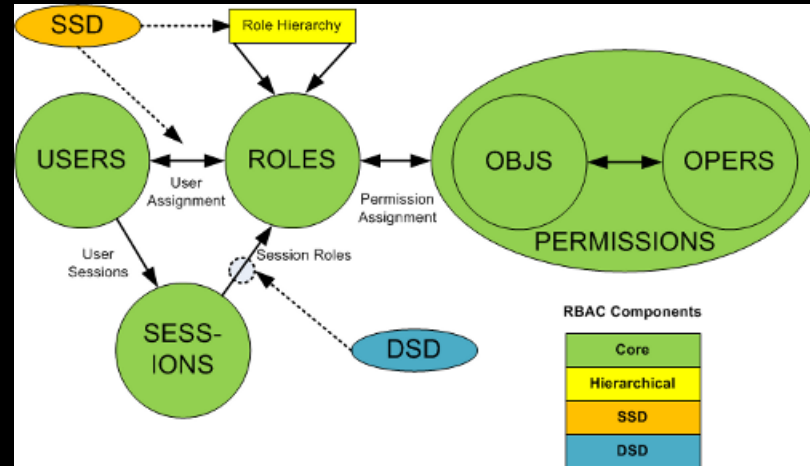 SSD
Role Hierarchy
USERS
User
Assignment
ROLES
Permission
Assignment
OBJS
OPERS
PERMISSIONS
User
Sessions
Session Roles
SESS-
IONS
DSD
RBAC Components
Core
Hierarchical
SSD
DSD